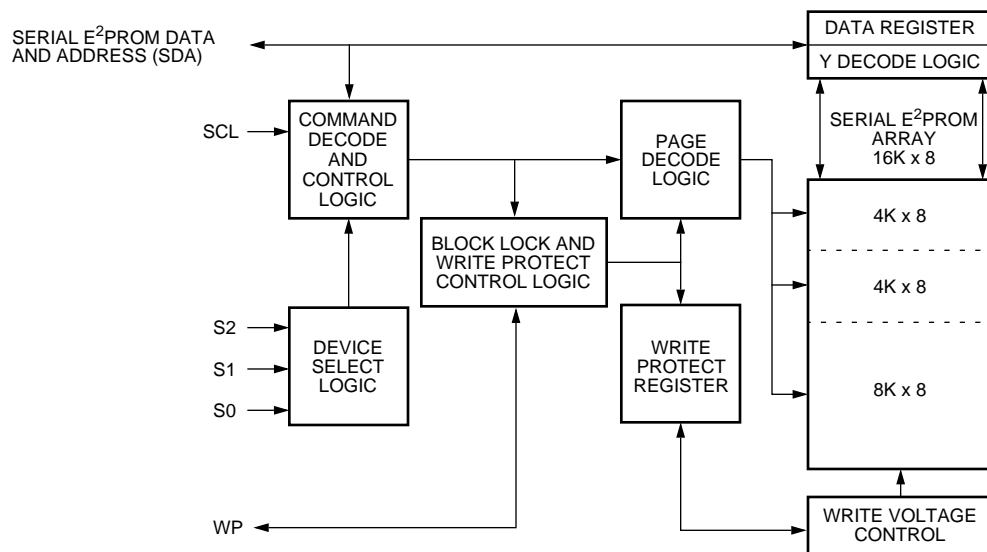 SERIAL E²PROM DATA
AND ADDRESS (SDA)
DATA REGISTER
Y DECODE LOGIC
SCL
COMMAND
DECODE
AND
CONTROL
LOGIC
PAGE
DECODE
LOGIC
SERIAL E²PROM
ARRAY
16K x 8
4K x 8
BLOCK LOCK AND
WRITE PROTECT
CONTROL LOGIC
4K x 8
S2
S1
S0
DEVICE
SELECT
LOGIC
WRITE
PROTECT
REGISTER
8K x 8
WP
WRITE VOLTAGE
CONTROL